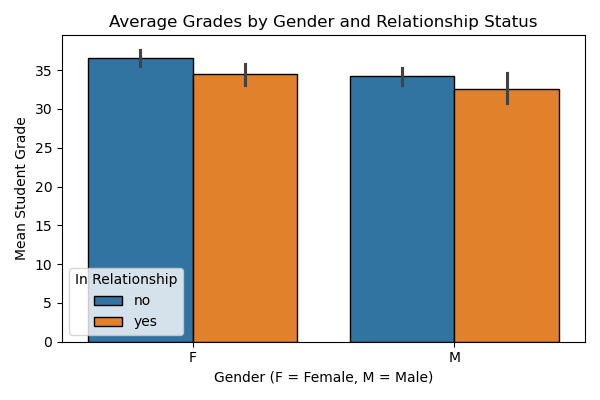 Average Grades by Gender and Relationship Status
Mean Student Grade
35
30
25
20
15
10
5
0
In Relationship
no
yes
F
M
Gender (F = Female, M = Male)